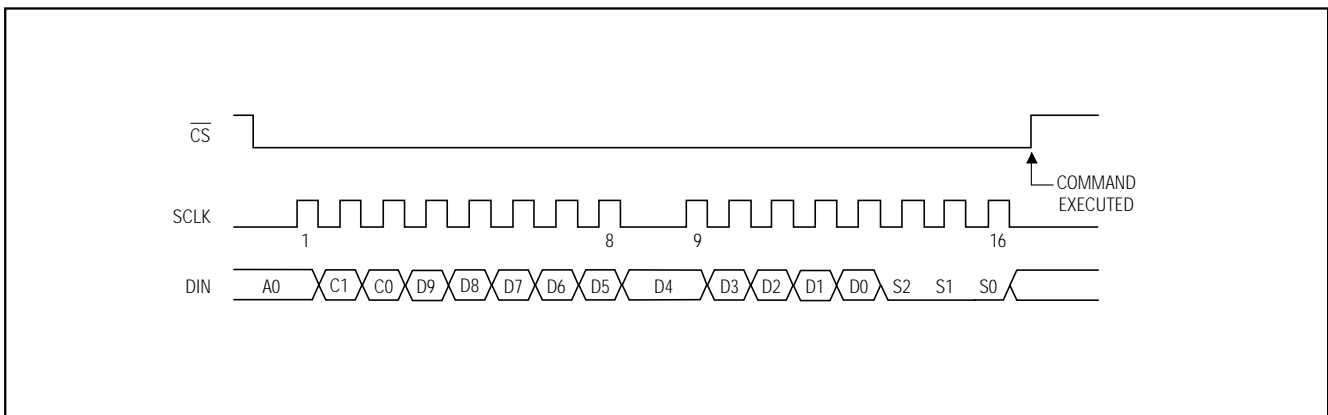 CS
COMMAND
EXECUTED
SCLK
1 8 9 16
DIN A0 C1 C0 D9 D8 D7 D6 D5 D4 D3 D2 D1 D0 S2 S1 S0